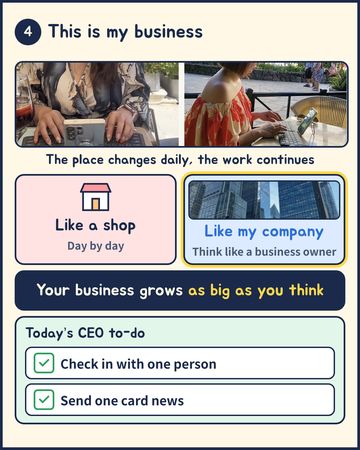 4 This is my business
The place changes daily, the work continues
Like a shop
Day by day
Like my company
Think like a business owner
Your business grows as big as you think
Today's CEO to-do
Check in with one person
Send one card news